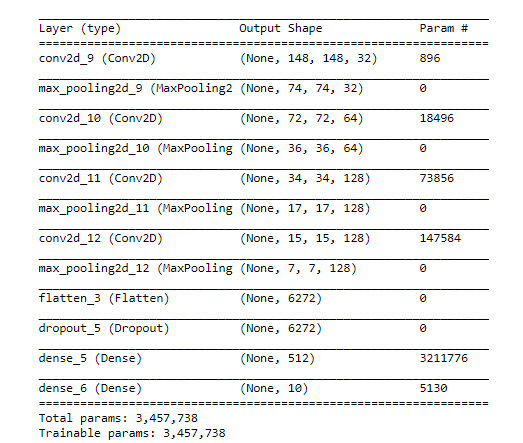 Layer (type) Output Shape Param #
conv2d_9 (Conv2D) (None, 148, 148, 32) 896
max_pooling2d_9 (MaxPooling2 (None, 74, 74, 32) 0
conv2d_10 (Conv2D) (None, 72, 72, 64) 18496
max_pooling2d_10 (MaxPooling (None, 36, 36, 64) 0
conv2d_11 (Conv2D) (None, 34, 34, 128) 73856
max_pooling2d_11 (MaxPooling (None, 17, 17, 128) 0
conv2d_12 (Conv2D) (None, 15, 15, 128) 147584
max_pooling2d_12 (MaxPooling (None, 7, 7, 128) 0
flatten_3 (Flatten) (None, 6272) 0
dropout_5 (Dropout) (None, 6272) 0
dense_5 (Dense) (None, 512) 3211776
dense_6 (Dense) (None, 10) 5130
Total params: 3,457,738
Trainable params: 3,457,738